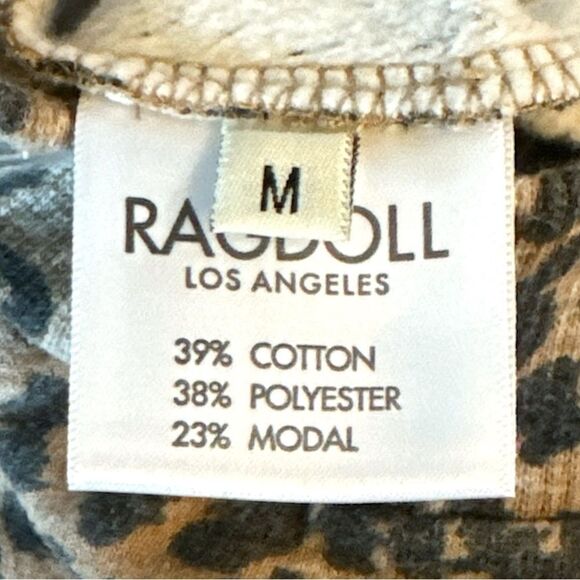 M
RAGDOLL
LOS ANGELES
39% COTTON
38% POLYESTER
23% MODAL